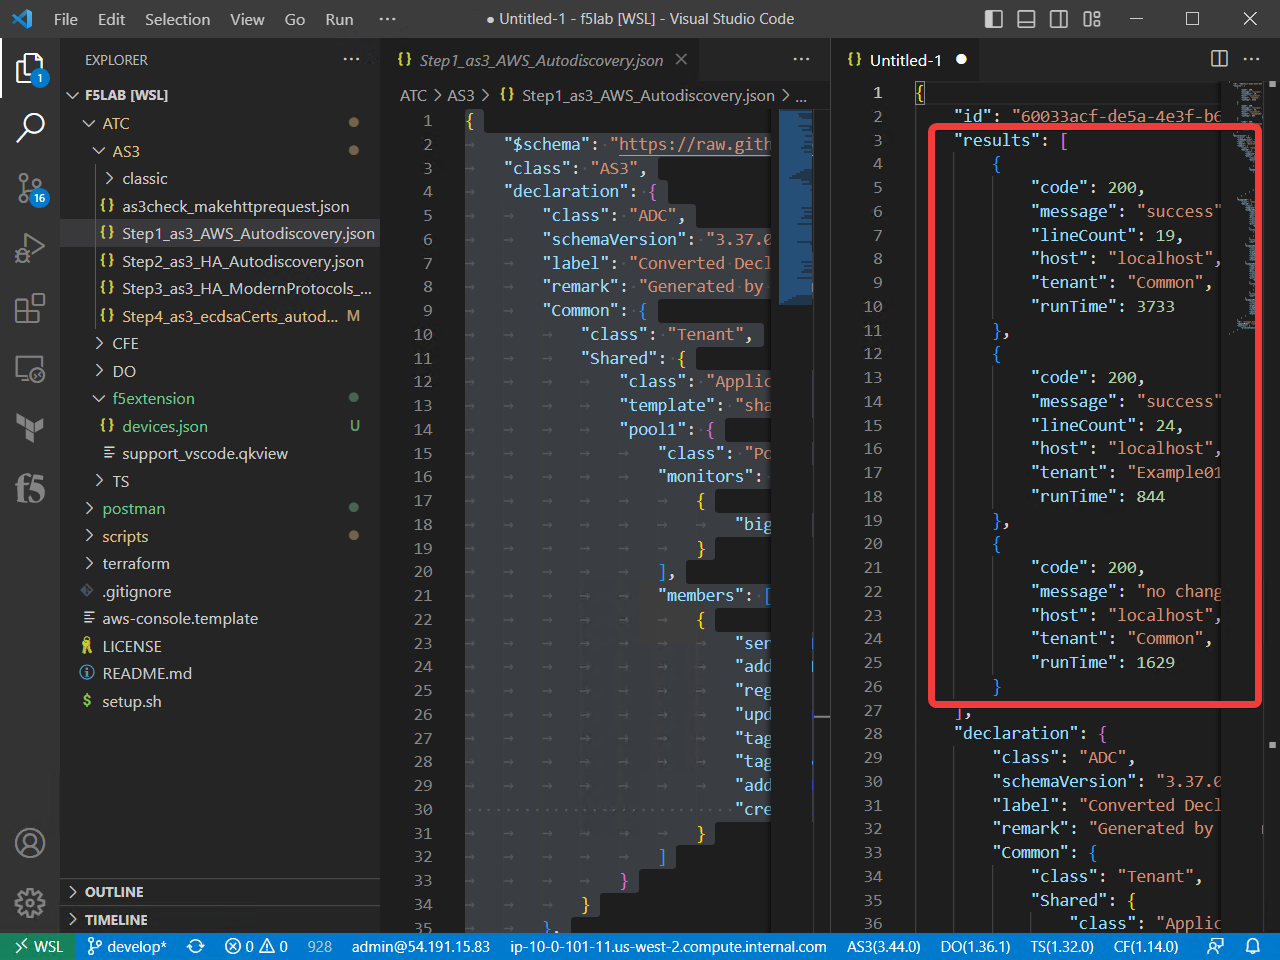 File Edit Selection View Go Run ··· ● Untitled-1 - f5lab [WSL] - Visual Studio Code
EXPLORER ···
F5LAB [WSL]
ATC
AS3
classic
as3check_makehttprequest.json
Step1_as3_AWS_Autodiscovery.json
Step2_as3_HA_Autodiscovery.json
Step3_as3_HA_ModernProtocols_...
Step4_as3_ecdsaCerts_autod... M
CFE
DO
f5extension
devices.json U
support_vscode.qkview
TS
postman
scripts
terraform
.gitignore
aws-console.template
LICENSE
README.md
setup.sh
OUTLINE
TIMELINE
1
16
f5
Step1_as3_AWS_Autodiscovery.json ···
ATC > AS3 > {} Step1_as3_AWS_Autodiscovery.json > ...
1 {
2 "$schema": "https://raw.gith
3 "class": "AS3",
4 "declaration": {
5 "class": "ADC",
6 "schemaVersion": "3.37.0
7 "label": "Converted Decl
8 "remark": "Generated by
9 "Common": {
10 "class": "Tenant",
11 "Shared": {
12 "class": "Applic
13 "template": "sha
14 "pool1": {
15 "class": "Po
16 "monitors":
17 {
18 "big
19 }
20 ],
21 "members": [
22 {
23 "ser
24 "add
25 "reg
26 "upd
27 "tag
28 "tag
29 "add
30 "cre
31 }
32 ]
33 }
34 }
35 },
{} Untitled-1 ● ···
1 {
2 "id": "60033acf-de5a-4e3f-b6
3 "results": [
4 {
5 "code": 200,
6 "message": "success"
7 "lineCount": 19,
8 "host": "localhost",
9 "tenant": "Common",
10 "runTime": 3733
11 },
12 {
13 "code": 200,
14 "message": "success"
15 "lineCount": 24,
16 "host": "localhost",
17 "tenant": "Example01
18 "runTime": 844
19 },
20 {
21 "code": 200,
22 "message": "no chang
23 "host": "localhost",
24 "tenant": "Common",
25 "runTime": 1629
26 }
27 ],
28 "declaration": {
29 "class": "ADC",
30 "schemaVersion": "3.37.0
31 "label": "Converted Decl
32 "remark": "Generated by
33 "Common": {
34 "class": "Tenant",
35 "Shared": {
36 "class": "Applic
WSL develop* 0 0 928 admin@54.191.15.83 ip-10-0-101-11.us-west-2.compute.internal.com AS3(3.44.0) DO(1.36.1) TS(1.32.0) CF(1.14.0)